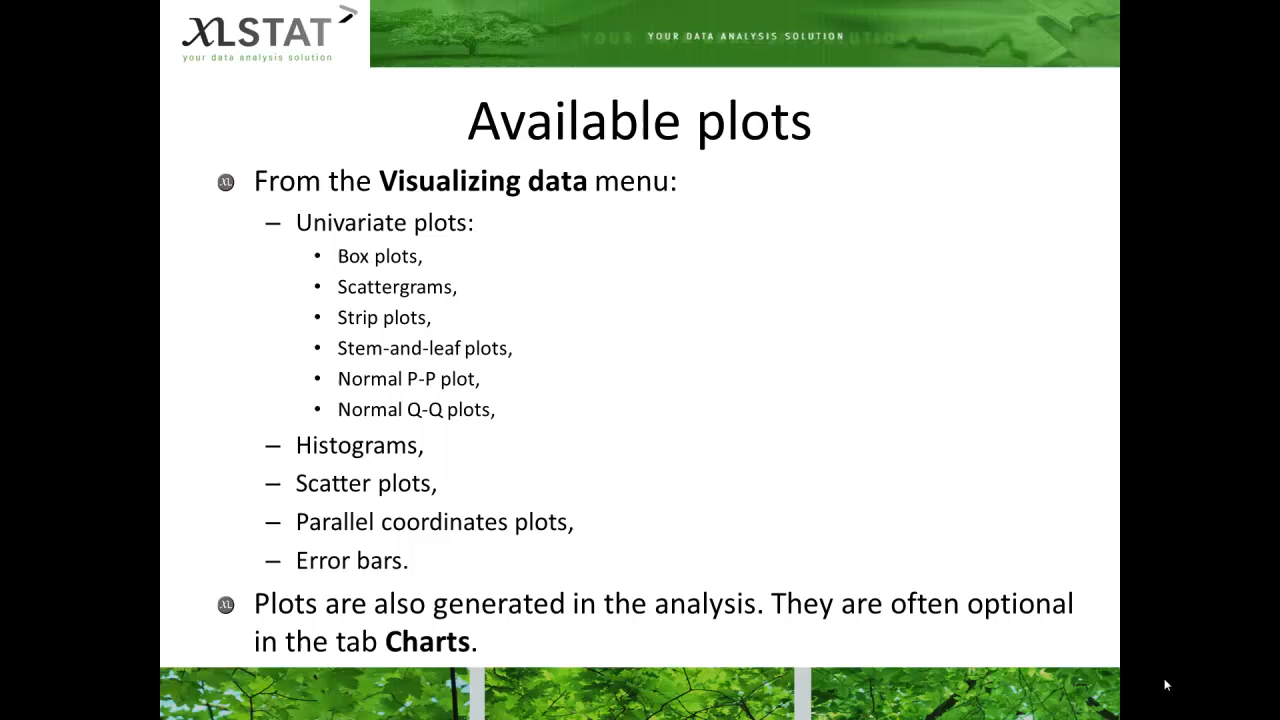 XLSTAT
your data analysis solution
YOUR DATA ANALYSIS SOLUTION
Available plots
From the Visualizing data menu:
– Univariate plots:
• Box plots,
• Scattergrams,
• Strip plots,
• Stem-and-leaf plots,
• Normal P-P plot,
• Normal Q-Q plots,
– Histograms,
– Scatter plots,
– Parallel coordinates plots,
– Error bars.
Plots are also generated in the analysis. They are often optional
in the tab Charts.